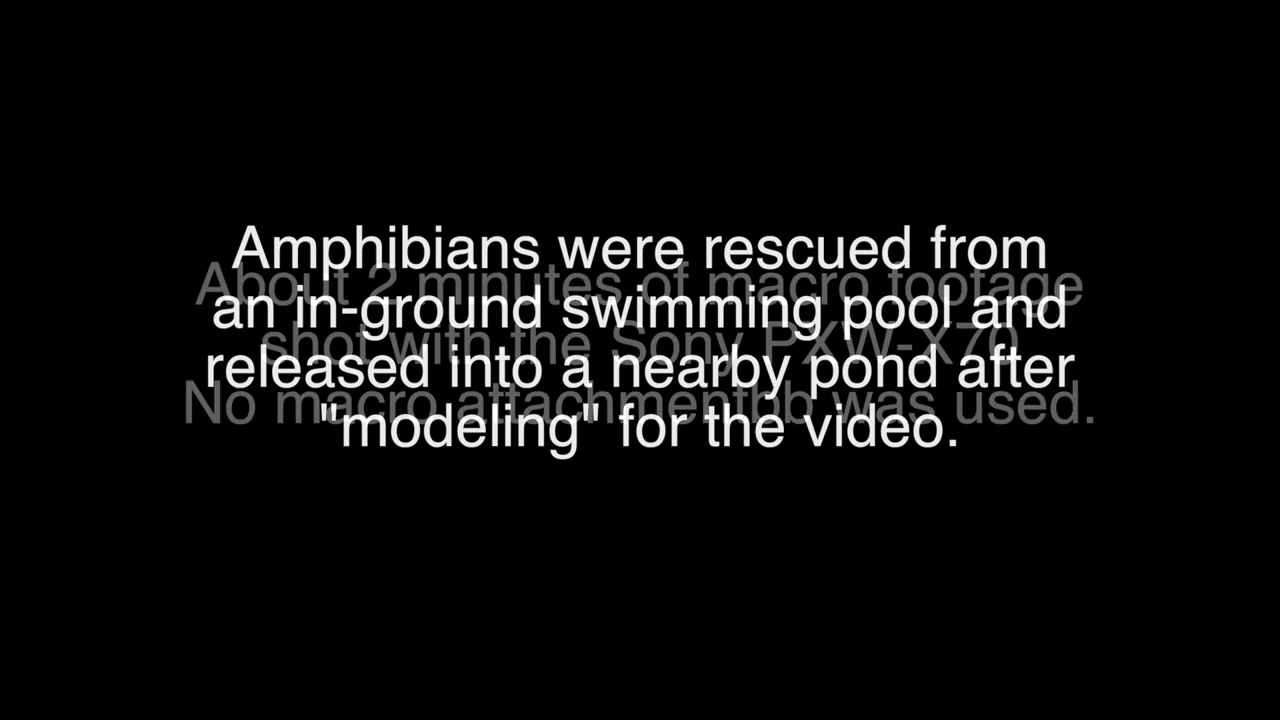 Amphibians were rescued from
an in-ground swimming pool and
released into a nearby pond after
"modeling" for the video.
About 2 minutes of macro footage
shot with the Sony PXW-X70
No macro attachmentbb was used.